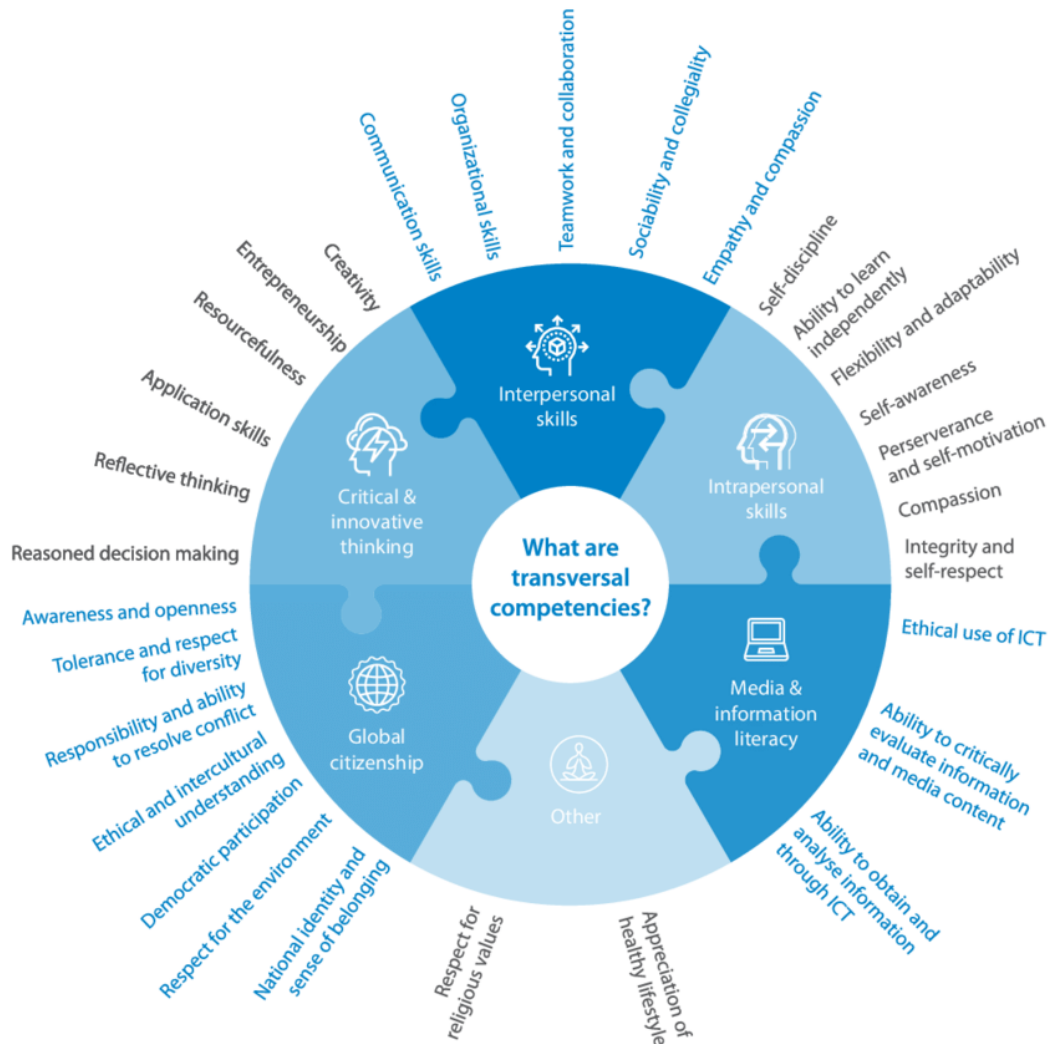 What are
transversal
competencies?
Interpersonal
skills
Communication skills
Organizational skills
Teamwork and collaboration
Sociability and collegiality
Empathy and compassion
Intrapersonal
skills
Self-discipline
Ability to learn
independently
Flexibility and adaptability
Self-awareness
Perserverance
and self-motivation
Compassion
Integrity and
self-respect
Media &
information
literacy
Ethical use of ICT
Ability to critically
evaluate information
and media content
Ability to obtain and
analyse information
through ICT
Other
Appreciation of
healthy lifestyle
Respect for
religious values
Global
citizenship
National identity and
sense of belonging
Respect for the environment
Democratic participation
Ethical and intercultural
understanding
Responsibility and ability
to resolve conflict
Tolerance and respect
for diversity
Awareness and openness
Critical &
innovative
thinking
Reasoned decision making
Reflective thinking
Application skills
Resourcefulness
Entrepreneurship
Creativity